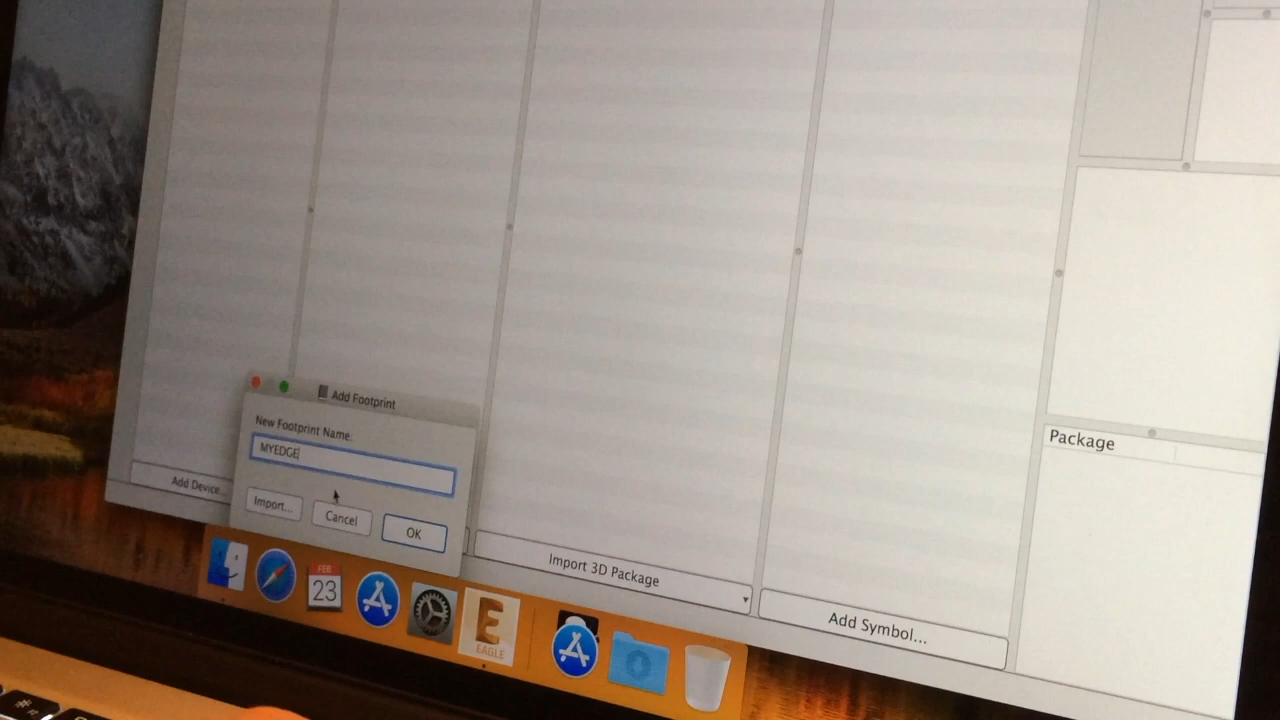 Add Footprint
New Footprint Name:
MYEDGE
Import...
Cancel
OK
Add Device...
Import 3D Package
Add Symbol...
Package
FEB
23
EAGLE